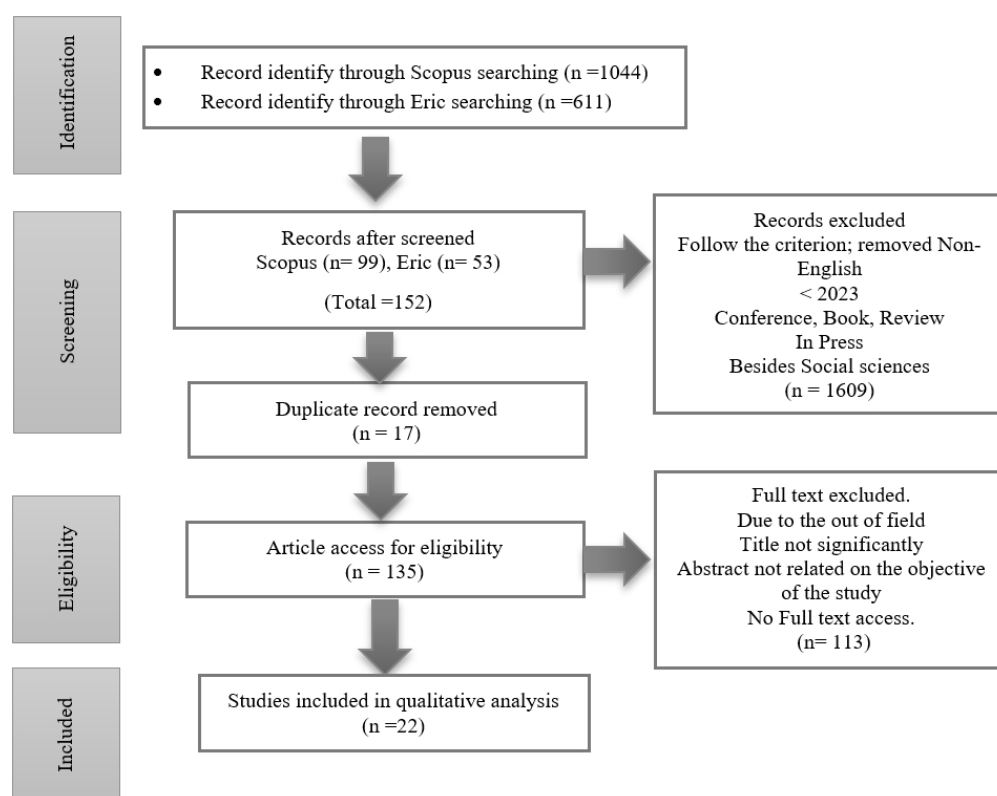 Identification
• Record identify through Scopus searching (n =1044)
• Record identify through Eric searching (n =611)
Screening
Records after screened
Scopus (n= 99), Eric (n= 53)
(Total =152)
Records excluded
Follow the criterion; removed Non-
English
< 2023
Conference, Book, Review
In Press
Besides Social sciences
(n = 1609)
Duplicate record removed
(n = 17)
Eligibility
Article access for eligibility
(n = 135)
Full text excluded.
Due to the out of field
Title not significantly
Abstract not related on the objective
of the study
No Full text access.
(n= 113)
Included
Studies included in qualitative analysis
(n =22)